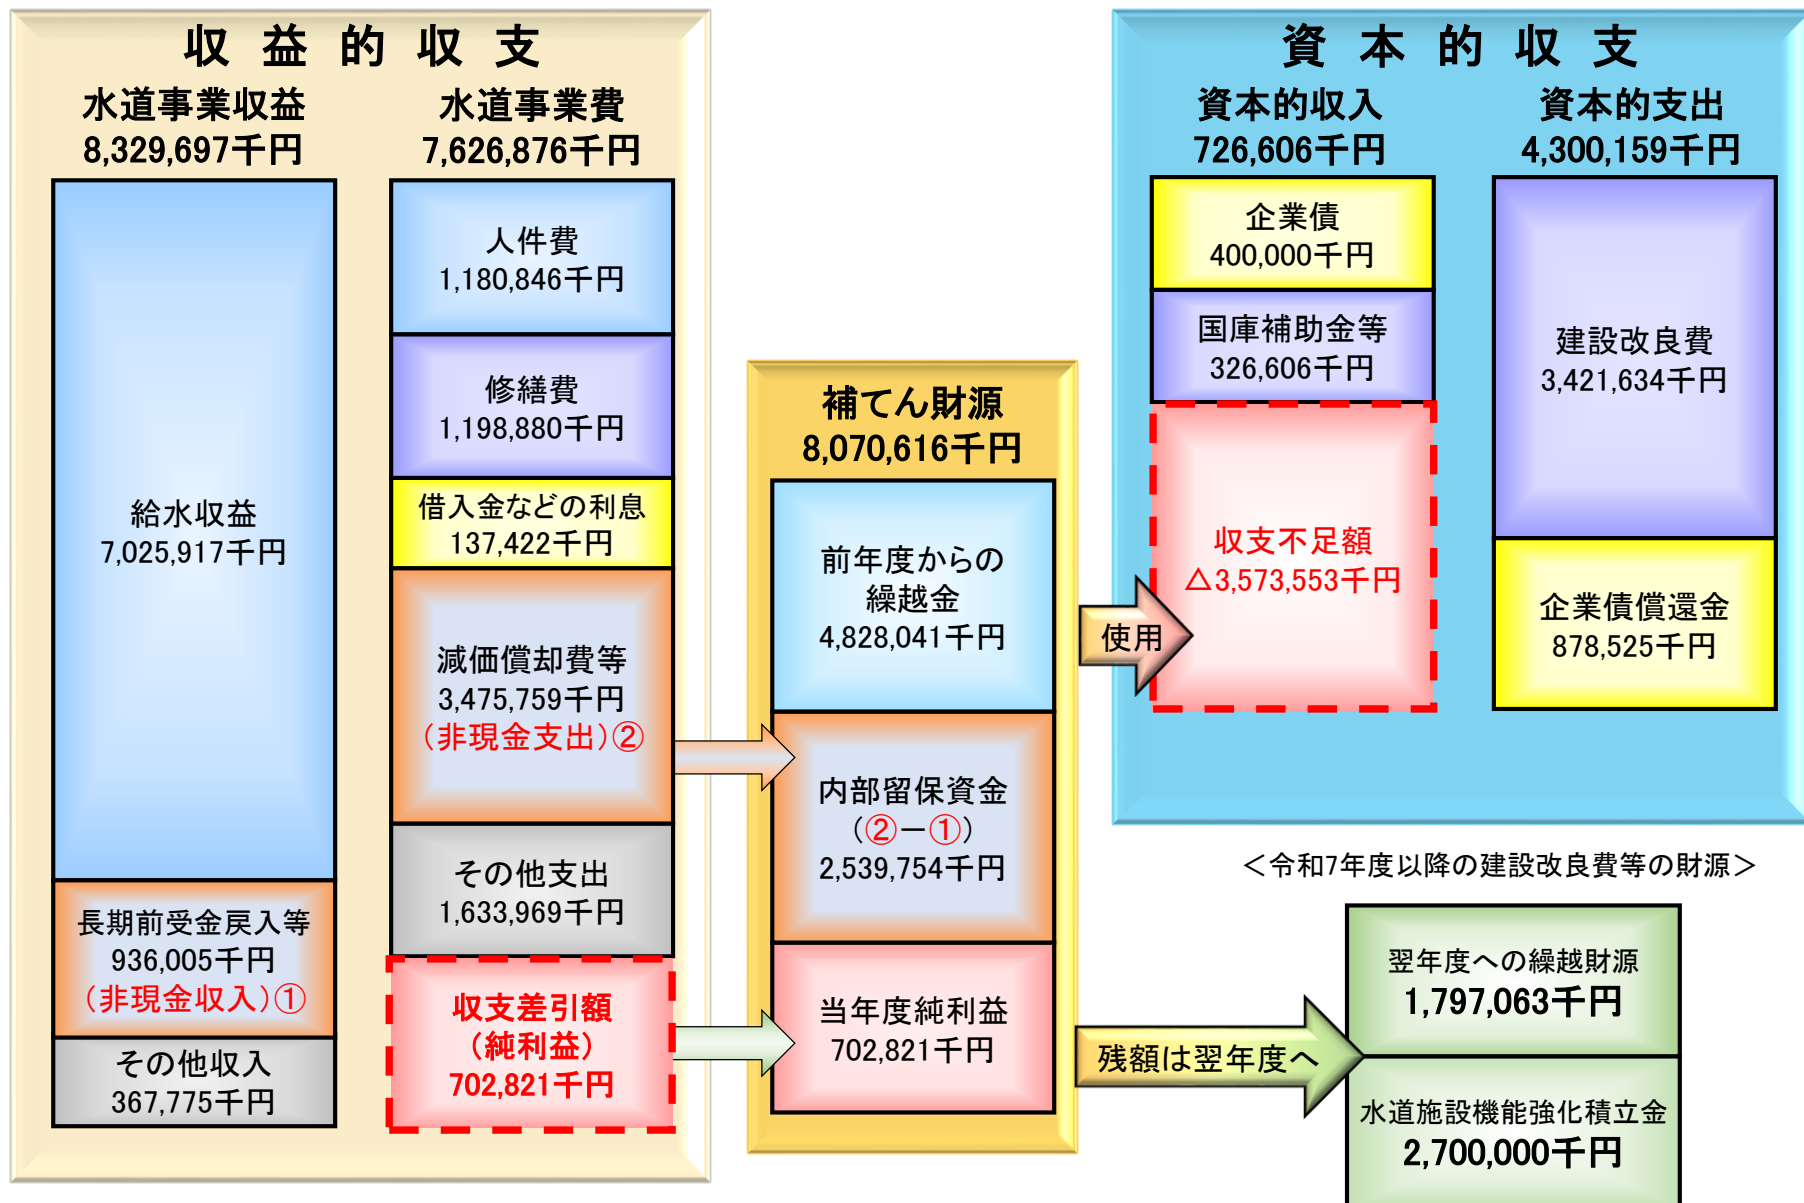 収益的収支
水道事業収益
8,329,697千円
給水収益
7,025,917千円
長期前受金戻入等
936,005千円
(非現金収入)①
その他収入
367,775千円
水道事業費
7,626,876千円
人件費
1,180,846千円
修繕費
1,198,880千円
借入金などの利息
137,422千円
減価償却費等
3,475,759千円
(非現金支出)②
その他支出
1,633,969千円
収支差引額
(純利益)
702,821千円
補てん財源
8,070,616千円
前年度からの
繰越金
4,828,041千円
内部留保資金
(②-①)
2,539,754千円
当年度純利益
702,821千円
使用
資本的収支
資本的収入
726,606千円
企業債
400,000千円
国庫補助金等
326,606千円
収支不足額
△3,573,553千円
資本的支出
4,300,159千円
建設改良費
3,421,634千円
企業債償還金
878,525千円
残額は翌年度へ
<令和7年度以降の建設改良費等の財源>
翌年度への繰越財源
1,797,063千円
水道施設機能強化積立金
2,700,000千円